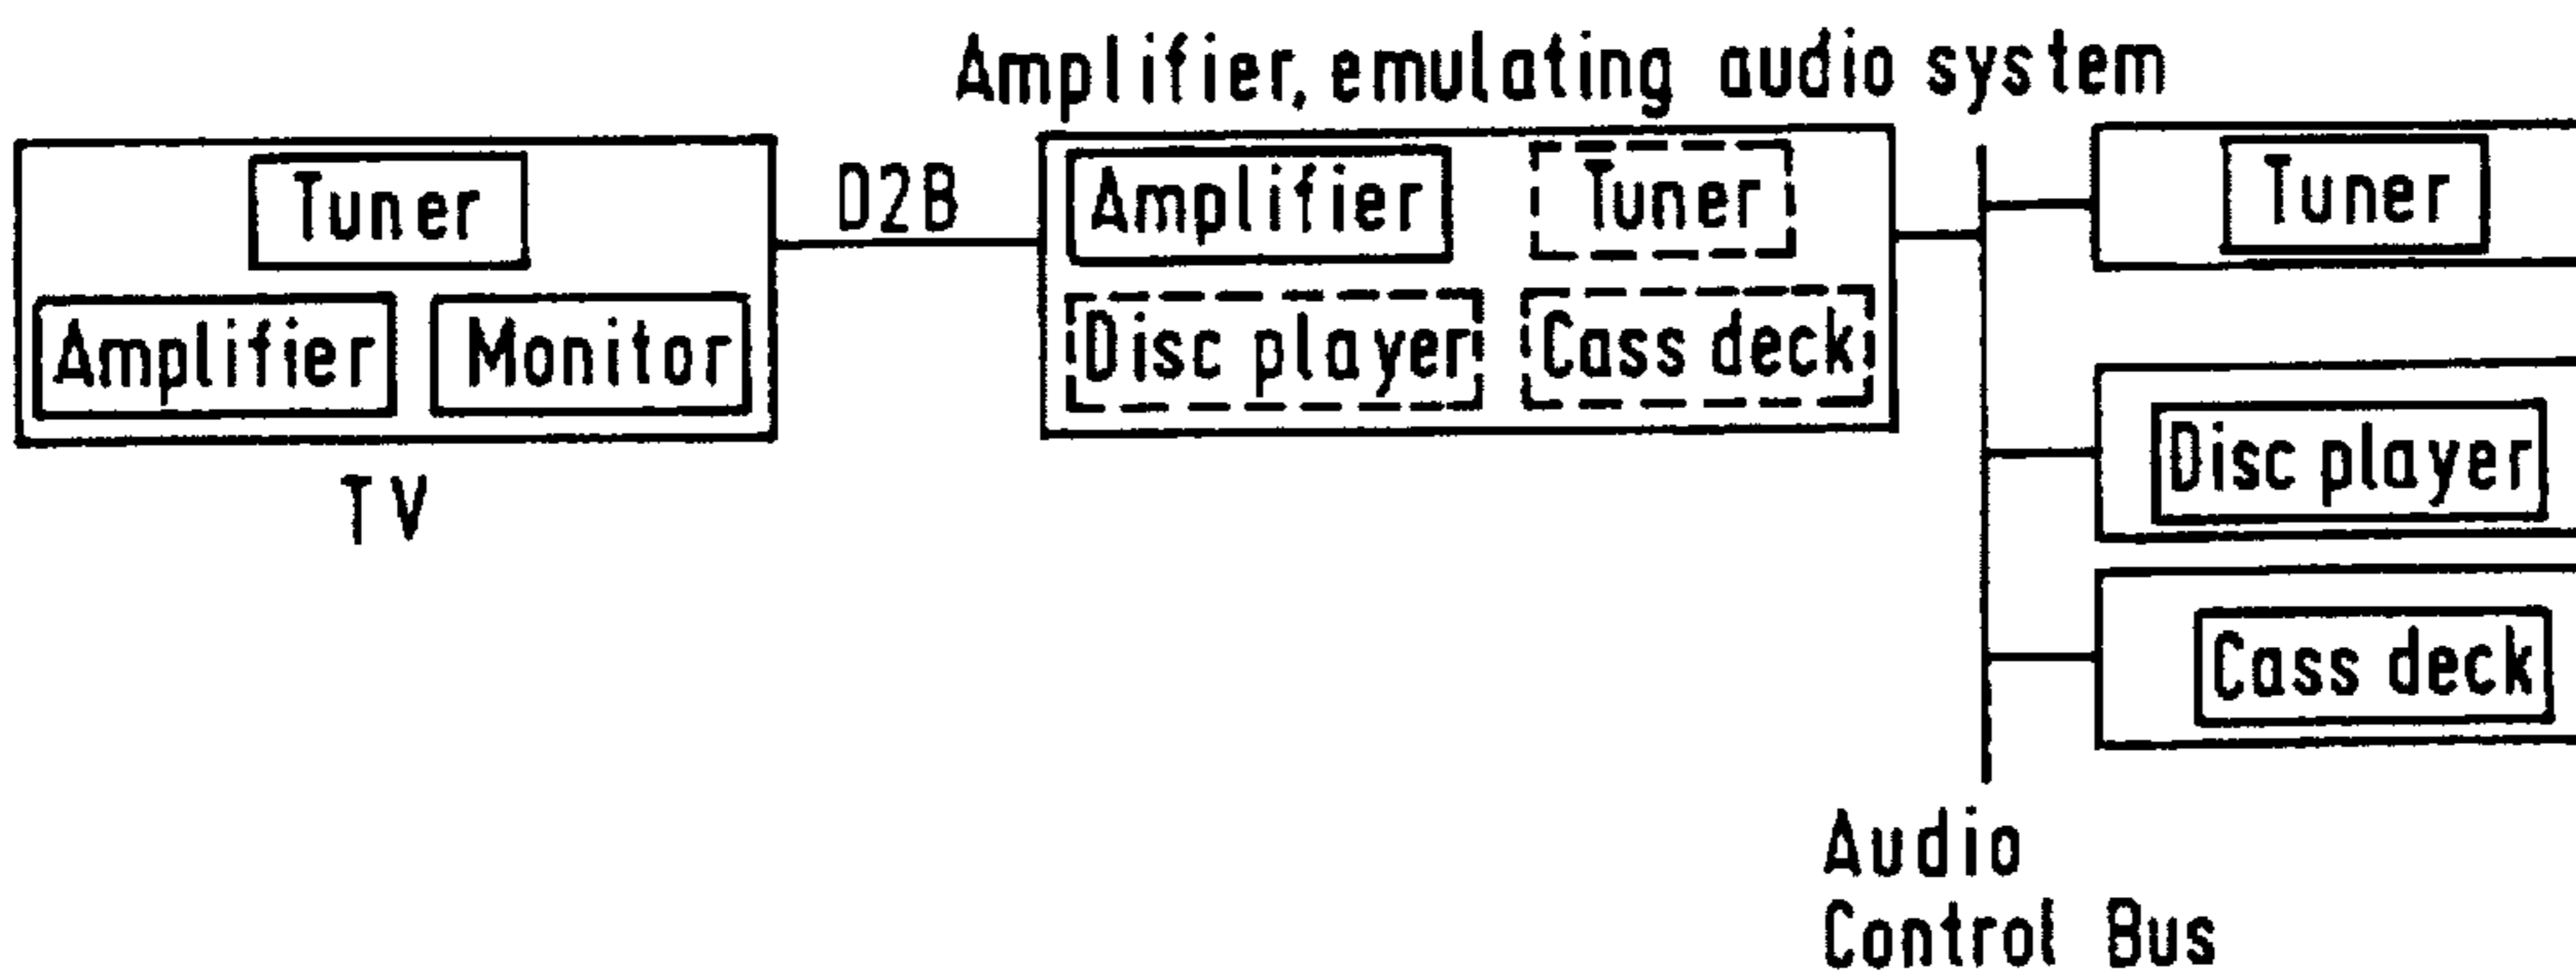 Amplifier, emulating audio system
Tuner
Amplifier Monitor
TV
D2B
Amplifier Tuner
Disc player Cass deck
Tuner
Disc player
Cass deck
Audio
Control Bus